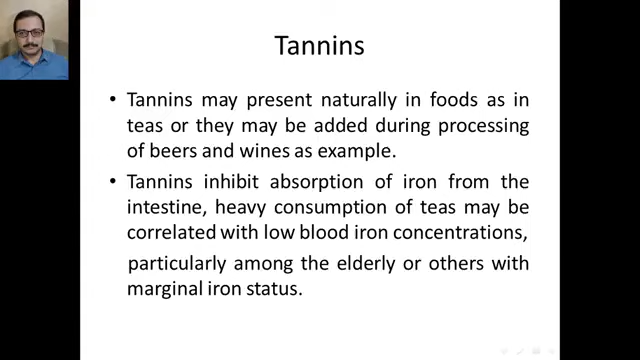 Tannins
• Tannins may present naturally in foods as in
teas or they may be added during processing
of beers and wines as example.
• Tannins inhibit absorption of iron from the
intestine, heavy consumption of teas may be
correlated with low blood iron concentrations,
particularly among the elderly or others with
marginal iron status.